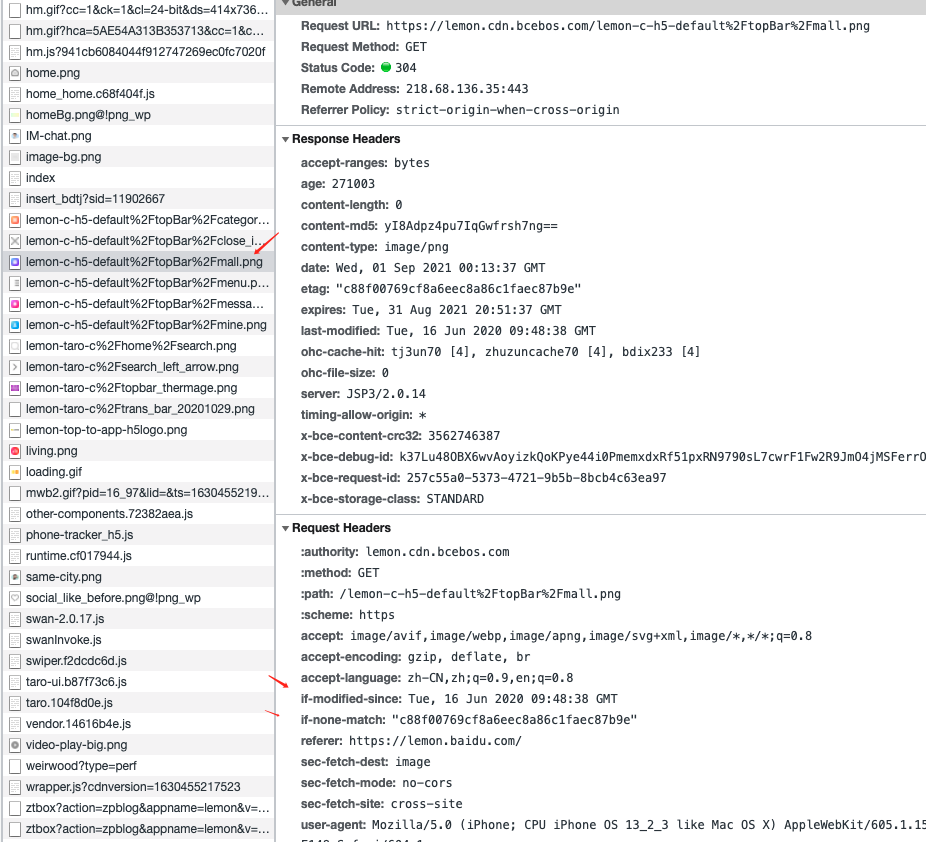 hm.gif?cc=1&ck=1&cl=24-bit&ds=414x736...
hm.gif?hca=5AE54A313B353713&cc=1&c...
hm.js?941cb6084044f912747269ec0fc7020f
home.png
home_home.c68f404f.js
homeBg.png@!png_wp
IM-chat.png
image-bg.png
index
insert_bdtj?sid=11902667
lemon-c-h5-default%2FtopBar%2Fcategor...
lemon-c-h5-default%2FtopBar%2Fclose_i...
lemon-c-h5-default%2FtopBar%2Fmall.png
lemon-c-h5-default%2FtopBar%2Fmenu.p...
lemon-c-h5-default%2FtopBar%2Fmessa...
lemon-c-h5-default%2FtopBar%2Fmine.png
lemon-taro-c%2Fhome%2Fsearch.png
lemon-taro-c%2Fsearch_left_arrow.png
lemon-taro-c%2Ftopbar_thermage.png
lemon-taro-c%2Ftrans_bar_20201029.png
lemon-top-to-app-h5logo.png
living.png
loading.gif
mwb2.gif?pid=16_97&lid=&ts=1630455219...
other-components.72382aea.js
phone-tracker_h5.js
runtime.cf017944.js
same-city.png
social_like_before.png@!png_wp
swan-2.0.17.js
swanInvoke.js
swiper.f2dcdc6d.js
taro-ui.b87f73c6.js
taro.104f8d0e.js
vendor.14616b4e.js
video-play-big.png
weirwood?type=perf
wrapper.js?cdnversion=1630455217523
ztbox?action=zpblog&appname=lemon&v=...
ztbox?action=zpblog&appname=lemon&v=...
General
Request URL: https://lemon.cdn.bcebos.com/lemon-c-h5-default%2FtopBar%2Fmall.png
Request Method: GET
Status Code: 304
Remote Address: 218.68.136.35:443
Referrer Policy: strict-origin-when-cross-origin
Response Headers
accept-ranges: bytes
age: 271003
content-length: 0
content-md5: yI8Adpz4pu7IqGwfrsh7ng==
content-type: image/png
date: Wed, 01 Sep 2021 00:13:37 GMT
etag: "c88f00769cf8a6eec8a86c1faec87b9e"
expires: Tue, 31 Aug 2021 20:51:37 GMT
last-modified: Tue, 16 Jun 2020 09:48:38 GMT
ohc-cache-hit: tj3un70 [4], zhuzuncache70 [4], bdix233 [4]
ohc-file-size: 0
server: JSP3/2.0.14
timing-allow-origin: *
x-bce-content-crc32: 3562746387
x-bce-debug-id: k37Lu48OBX6wvAoyizkQoKPye44i0PmemxdxRf51pxRN9790sL7cwrF1Fw2R9JmO4jMSFerrO
x-bce-request-id: 257c55a0-5373-4721-9b5b-8bcb4c63ea97
x-bce-storage-class: STANDARD
Request Headers
:authority: lemon.cdn.bcebos.com
:method: GET
:path: /lemon-c-h5-default%2FtopBar%2Fmall.png
:scheme: https
accept: image/avif,image/webp,image/apng,image/svg+xml,image/*,*/*;q=0.8
accept-encoding: gzip, deflate, br
accept-language: zh-CN,zh;q=0.9,en;q=0.8
if-modified-since: Tue, 16 Jun 2020 09:48:38 GMT
if-none-match: "c88f00769cf8a6eec8a86c1faec87b9e"
referer: https://lemon.baidu.com/
sec-fetch-dest: image
sec-fetch-mode: no-cors
sec-fetch-site: cross-site
user-agent: Mozilla/5.0 (iPhone; CPU iPhone OS 13_2_3 like Mac OS X) AppleWebKit/605.1.15